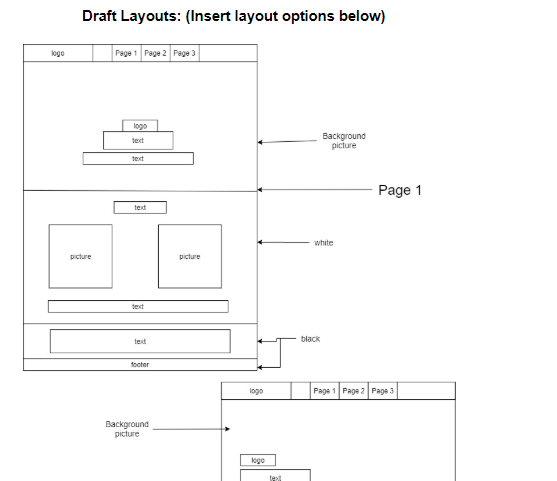 Draft Layouts: (Insert layout options below)
logo Page 1 Page 2 Page 3
logo
text
text
Background
picture
Page 1
text
picture picture
white
text
text
black
footer
logo Page 1 Page 2 Page 3
Background
picture
logo
text